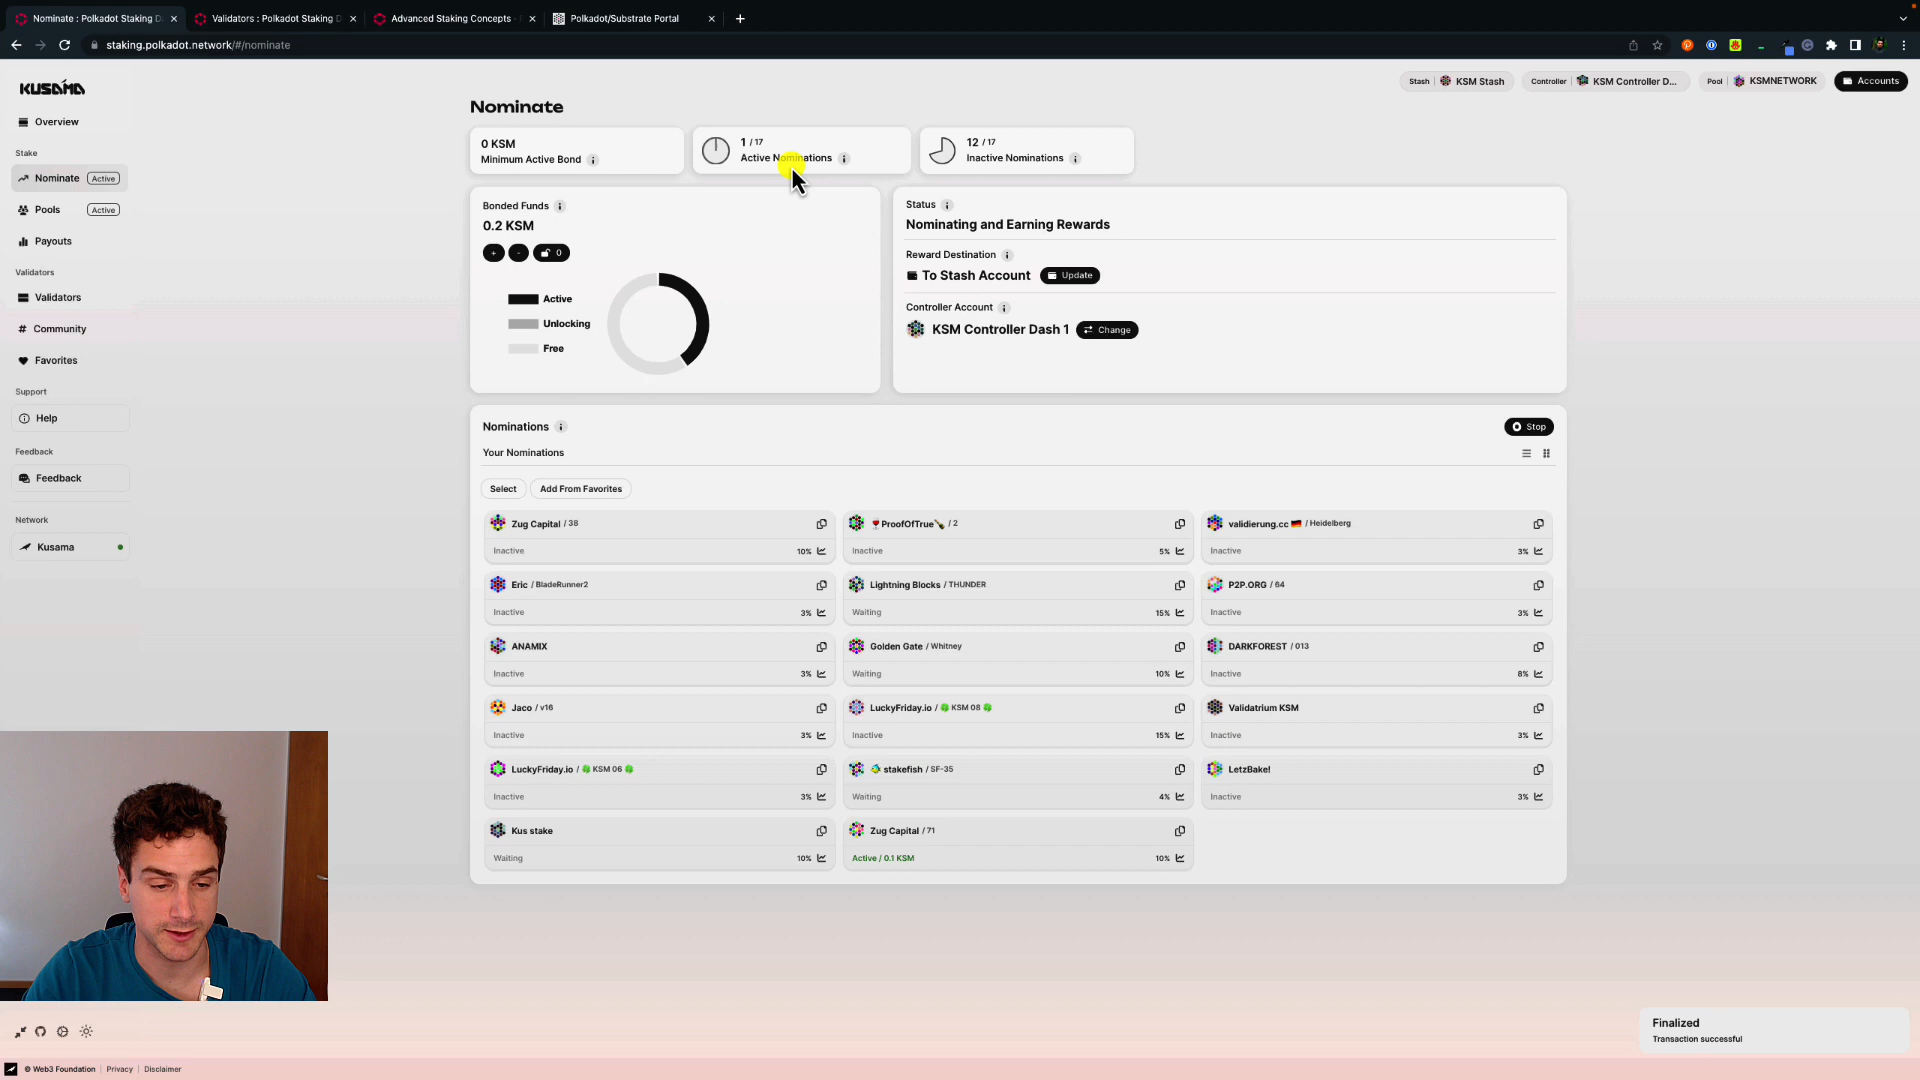 Nominate : Polkadot Staking D
Validators : Polkadot Staking D
Advanced Staking Concepts ·
Polkadot/Substrate Portal
staking.polkadot.network/#/nominate
KUSAMA
Stash KSM Stash
Controller KSM Controller D...
Pool KSMNETWORK
Accounts
Overview
Stake
Nominate Active
Pools Active
Payouts
Validators
Validators
Community
Favorites
Support
Help
Feedback
Feedback
Network
Kusama
Nominate
0 KSM
Minimum Active Bond
1 / 17
Active Nominations
12 / 17
Inactive Nominations
Bonded Funds
0.2 KSM
+ - 0
Active
Unlocking
Free
Status
Nominating and Earning Rewards
Reward Destination
To Stash Account Update
Controller Account
KSM Controller Dash 1 Change
Nominations
Stop
Your Nominations
Select Add From Favorites
Zug Capital / 38
Inactive 10%
🍷ProofOfTrue🍾 / 2
Inactive 5%
validierung.cc 🇩🇪 / Heidelberg
Inactive 3%
Eric / BladeRunner2
Inactive 3%
Lightning Blocks / THUNDER
Waiting 15%
P2P.ORG / 64
Inactive 3%
ANAMIX
Inactive 3%
Golden Gate / Whitney
Waiting 10%
DARKFOREST / 013
Inactive 8%
Jaco / v16
Inactive 3%
LuckyFriday.io / 🍀 KSM 08 🍀
Inactive 15%
Validatrium KSM
Inactive 3%
LuckyFriday.io / 🍀 KSM 06 🍀
Inactive 3%
🐠 stakefish / SF-35
Waiting 4%
LetzBake!
Inactive 3%
Kus stake
Waiting 10%
Zug Capital / 71
Active / 0.1 KSM 10%
Finalized
Transaction successful
© Web3 Foundation | Privacy | Disclaimer